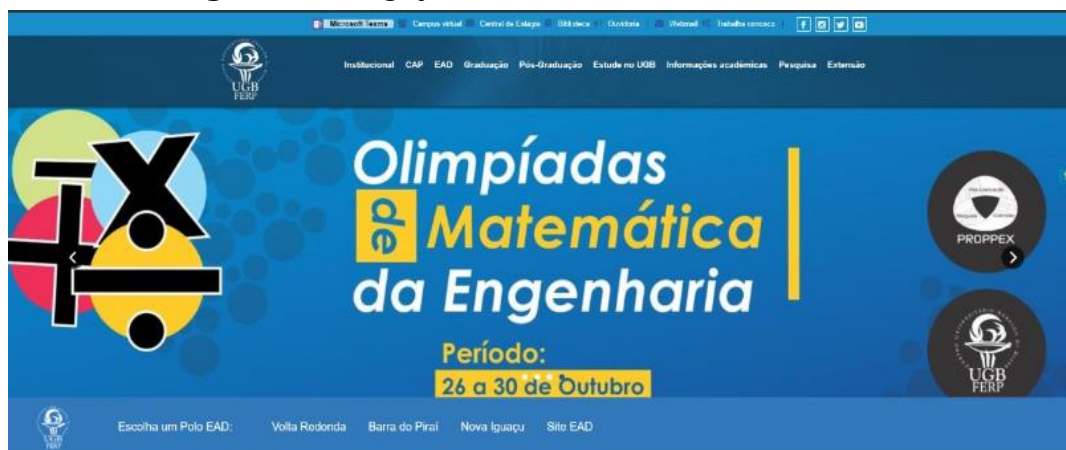 Microsoft Teams Campus virtual Central de Estágio Biblioteca Ouvidoria Webmail Trabalhe conosco
UGB
FERP
Institucional CAP EAD Graduação Pós-Graduação Estude no UGB Informações acadêmicas Pesquisa Extensão
Olimpíadas
de Matemática
da Engenharia
Período:
26 a 30 de Outubro
PROPPEX
UGB
FERP
Escolha um Polo EAD: Volta Redonda Barra do Piraí Nova Iguaçu Site EAD